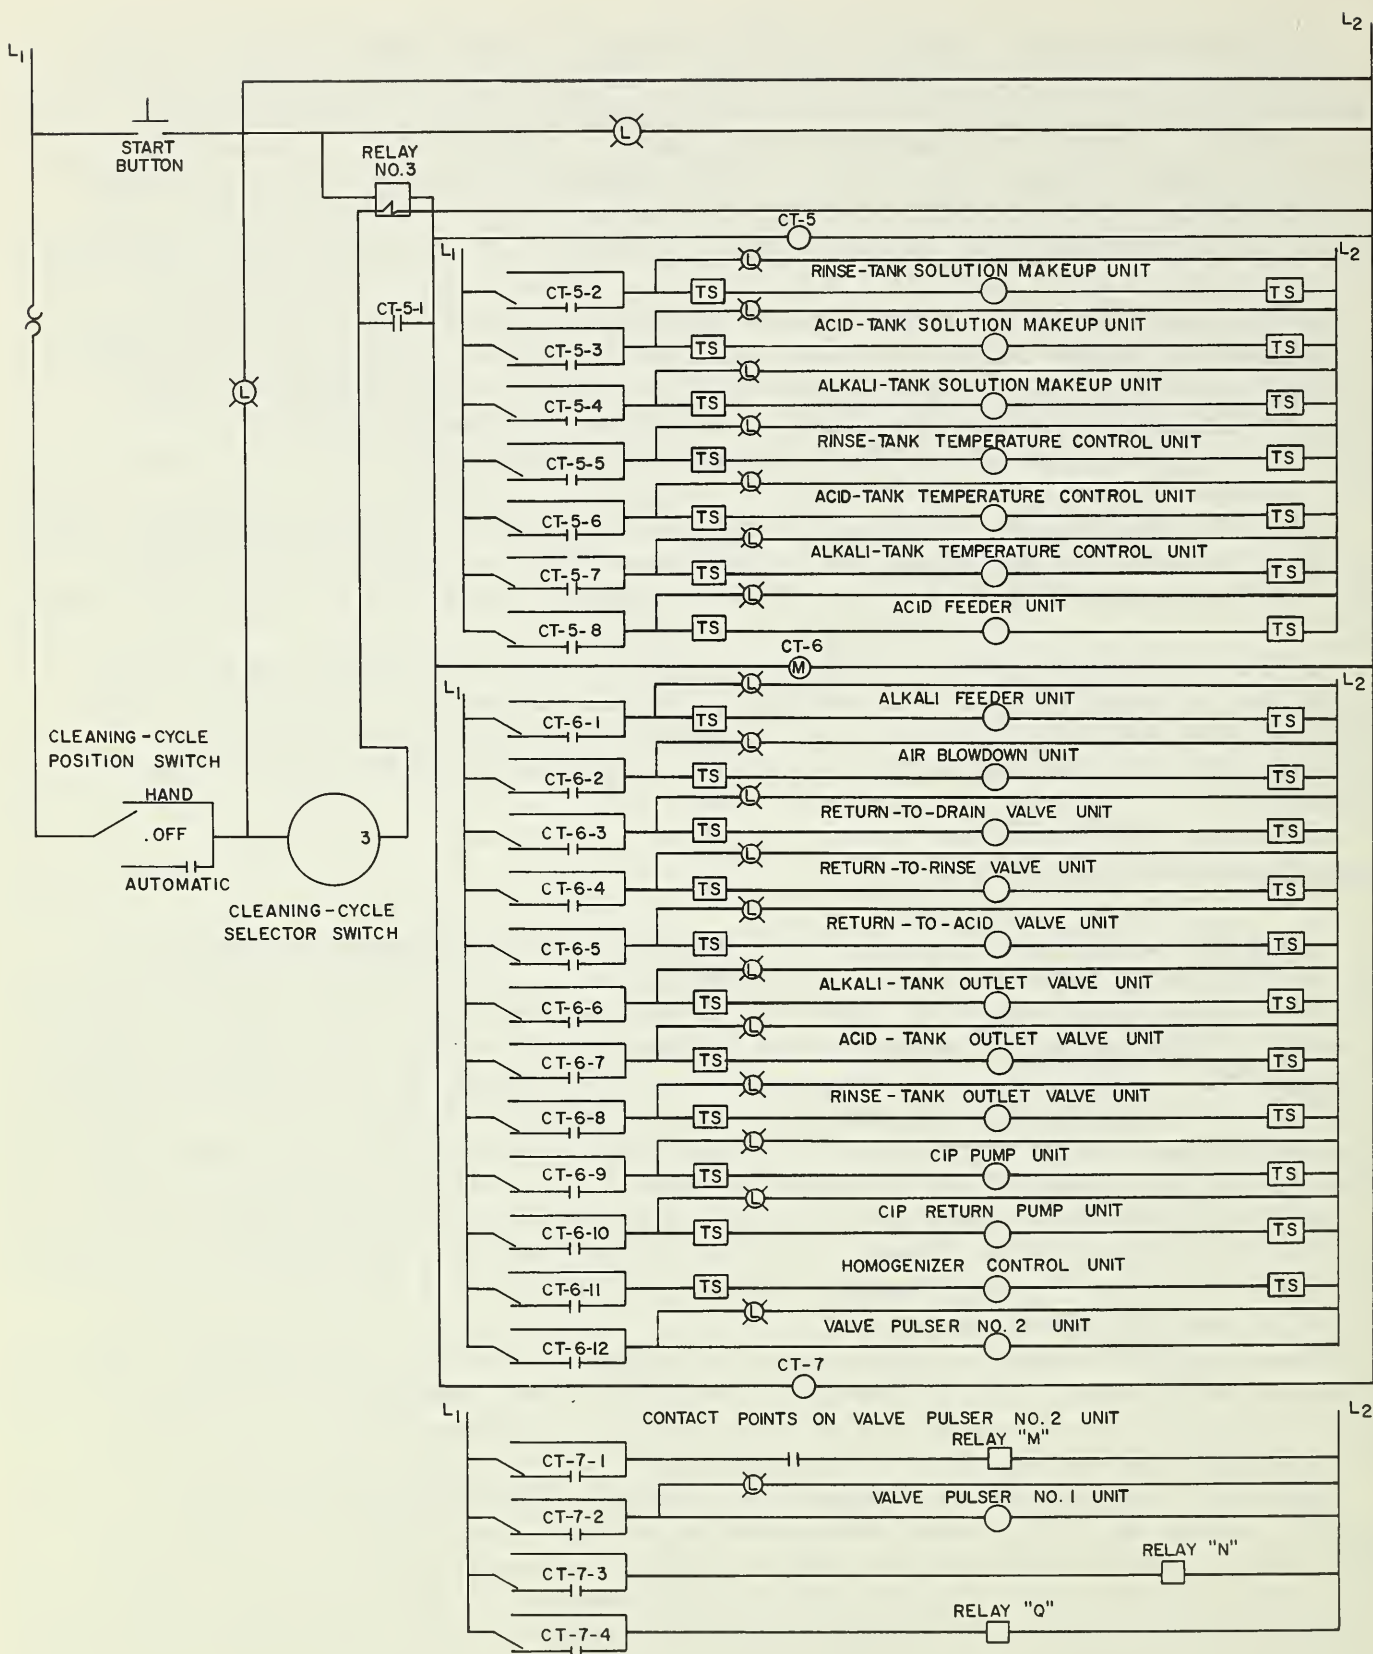 L2
L1
START
BUTTON
L
RELAY
NO.3
CT-5
L1
L2
L
RINSE-TANK SOLUTION MAKEUP UNIT
CT-5-2
TS
TS
CT-5-1
L
ACID-TANK SOLUTION MAKEUP UNIT
CT-5-3
TS
TS
L
ALKALI-TANK SOLUTION MAKEUP UNIT
CT-5-4
TS
TS
L
L
RINSE-TANK TEMPERATURE CONTROL UNIT
CT-5-5
TS
TS
L
ACID-TANK TEMPERATURE CONTROL UNIT
CT-5-6
TS
TS
L
ALKALI-TANK TEMPERATURE CONTROL UNIT
CT-5-7
TS
TS
L
ACID FEEDER UNIT
CT-5-8
TS
TS
CT-6
M
L1
L2
L
ALKALI FEEDER UNIT
CT-6-1
TS
TS
L
AIR BLOWDOWN UNIT
CT-6-2
TS
TS
L
RETURN-TO-DRAIN VALVE UNIT
CT-6-3
TS
TS
L
RETURN-TO-RINSE VALVE UNIT
CT-6-4
TS
TS
L
RETURN-TO-ACID VALVE UNIT
CT-6-5
TS
TS
L
ALKALI-TANK OUTLET VALVE UNIT
CT-6-6
TS
TS
L
ACID-TANK OUTLET VALVE UNIT
CT-6-7
TS
TS
L
RINSE-TANK OUTLET VALVE UNIT
CT-6-8
TS
TS
L
CIP PUMP UNIT
CT-6-9
TS
TS
L
CIP RETURN PUMP UNIT
CT-6-10
TS
TS
HOMOGENIZER CONTROL UNIT
CT-6-11
TS
TS
L
VALVE PULSER NO. 2 UNIT
CT-6-12
CLEANING-CYCLE
POSITION SWITCH
HAND
.OFF
AUTOMATIC
3
CLEANING-CYCLE
SELECTOR SWITCH
CT-7
L1
L2
CONTACT POINTS ON VALVE PULSER NO. 2 UNIT
RELAY "M"
CT-7-1
L
VALVE PULSER NO. 1 UNIT
CT-7-2
RELAY "N"
CT-7-3
RELAY "Q"
CT-7-4